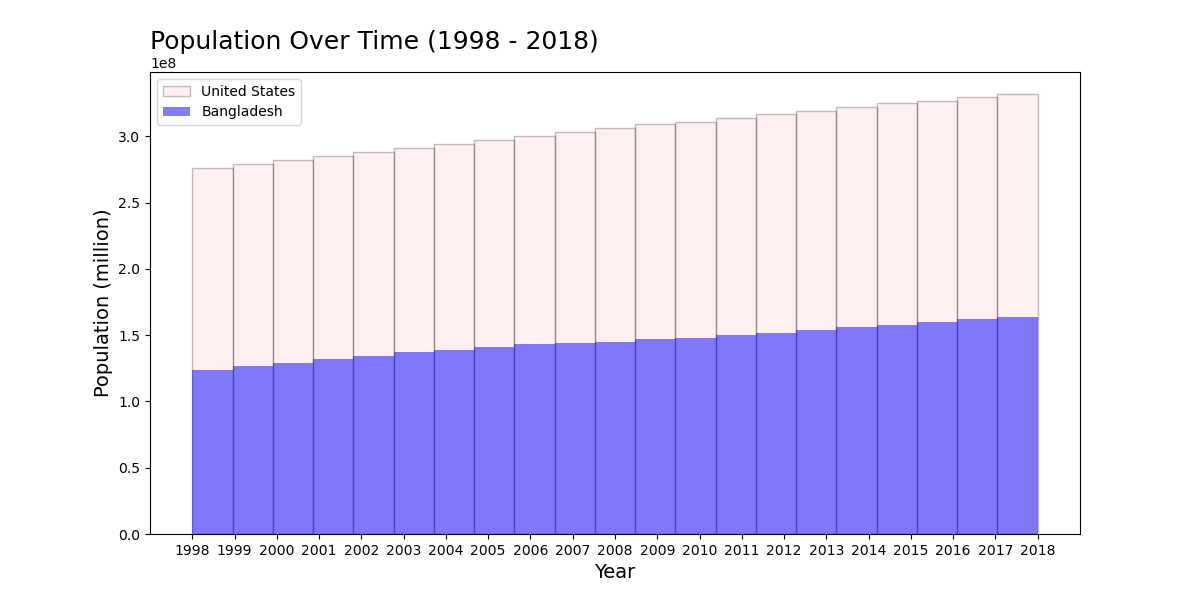 Population Over Time (1998 - 2018)
1e8
United States
Bangladesh
3.0
2.5
2.0
1.5
1.0
0.5
0.0
Population (million)
1998 1999 2000 2001 2002 2003 2004 2005 2006 2007 2008 2009 2010 2011 2012 2013 2014 2015 2016 2017 2018
Year